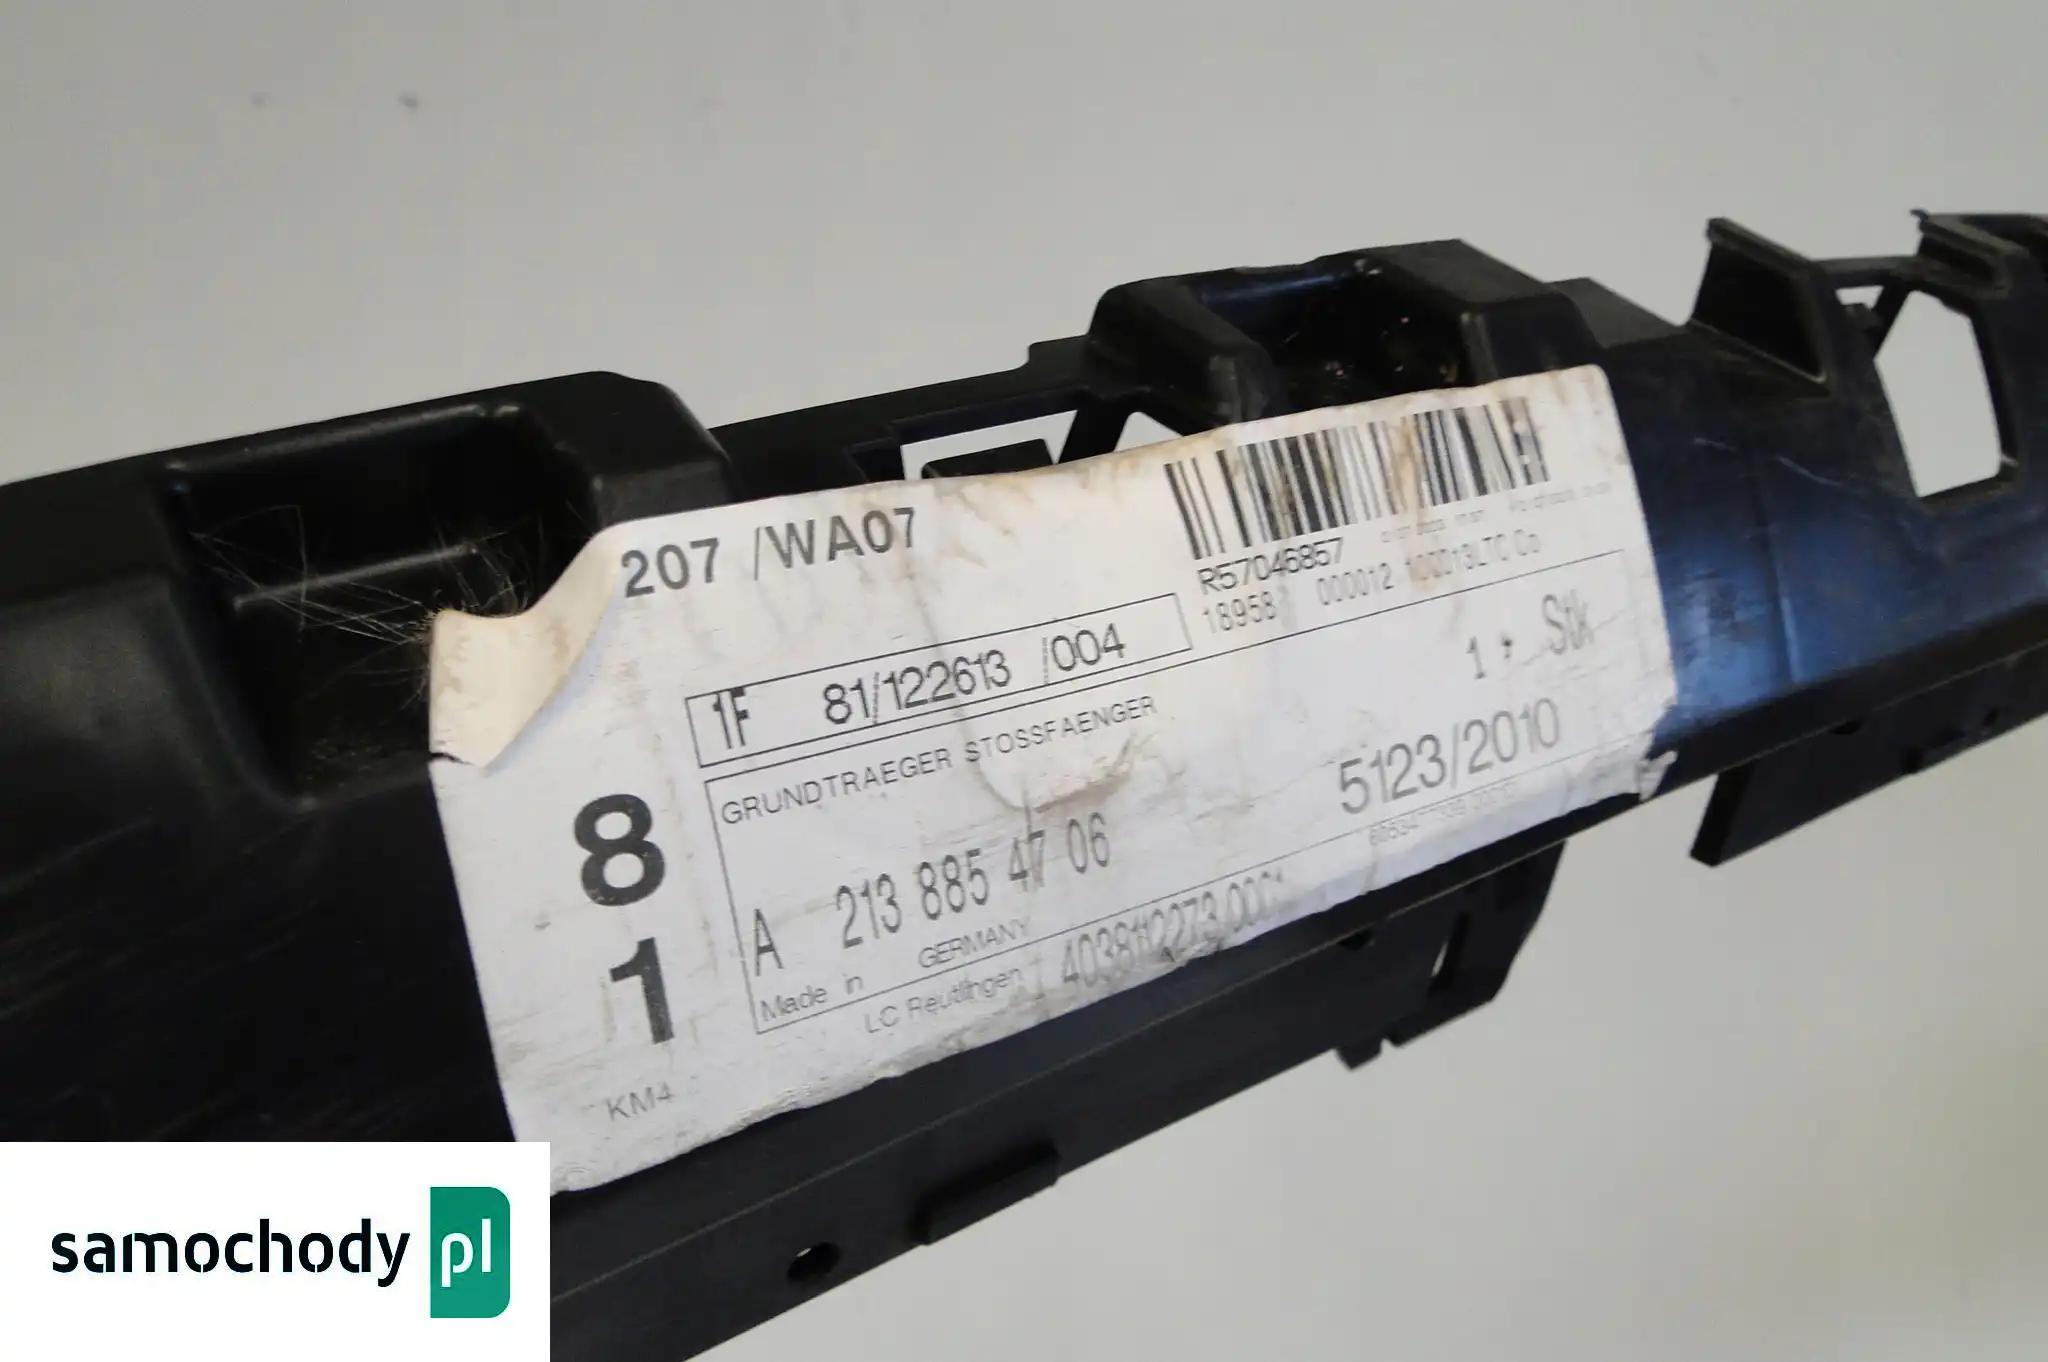 207 /WA07
R57046857
18958 000012
1F 81/122613 /004
1 Stk
GRUNDTRAEGER STOSSFAENGER
5123/2010
8
1
A 213 885 47 06
Made in GERMANY
LC Reutlingen
KM4
samochody pl